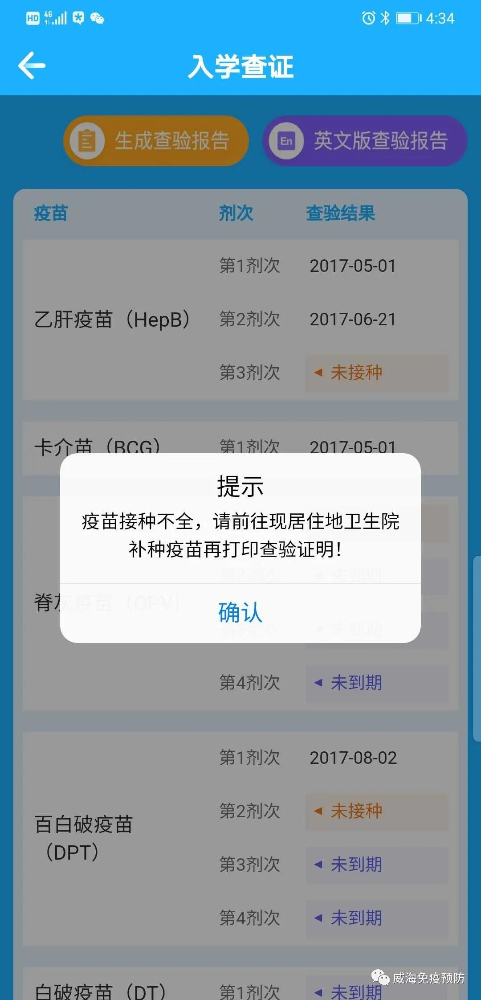 HD 4G 4:34
入学查证
生成查验报告 En 英文版查验报告
疫苗 剂次 查验结果
第1剂次 2017-05-01
乙肝疫苗（HepB） 第2剂次 2017-06-21
第3剂次 未接种
卡介苗（BCG） 第1剂次 2017-05-01
提示
疫苗接种不全，请前往现居住地卫生院
补种疫苗再打印查验证明！
第2剂次 未到期
脊灰疫苗（OPV）
确认
第3剂次 未到期
第4剂次 未到期
第1剂次 2017-08-02
第2剂次 未接种
百白破疫苗
（DPT）
第3剂次 未到期
第4剂次 未到期
威海免疫预防
白破疫苗（DT） 第1剂次 未到期